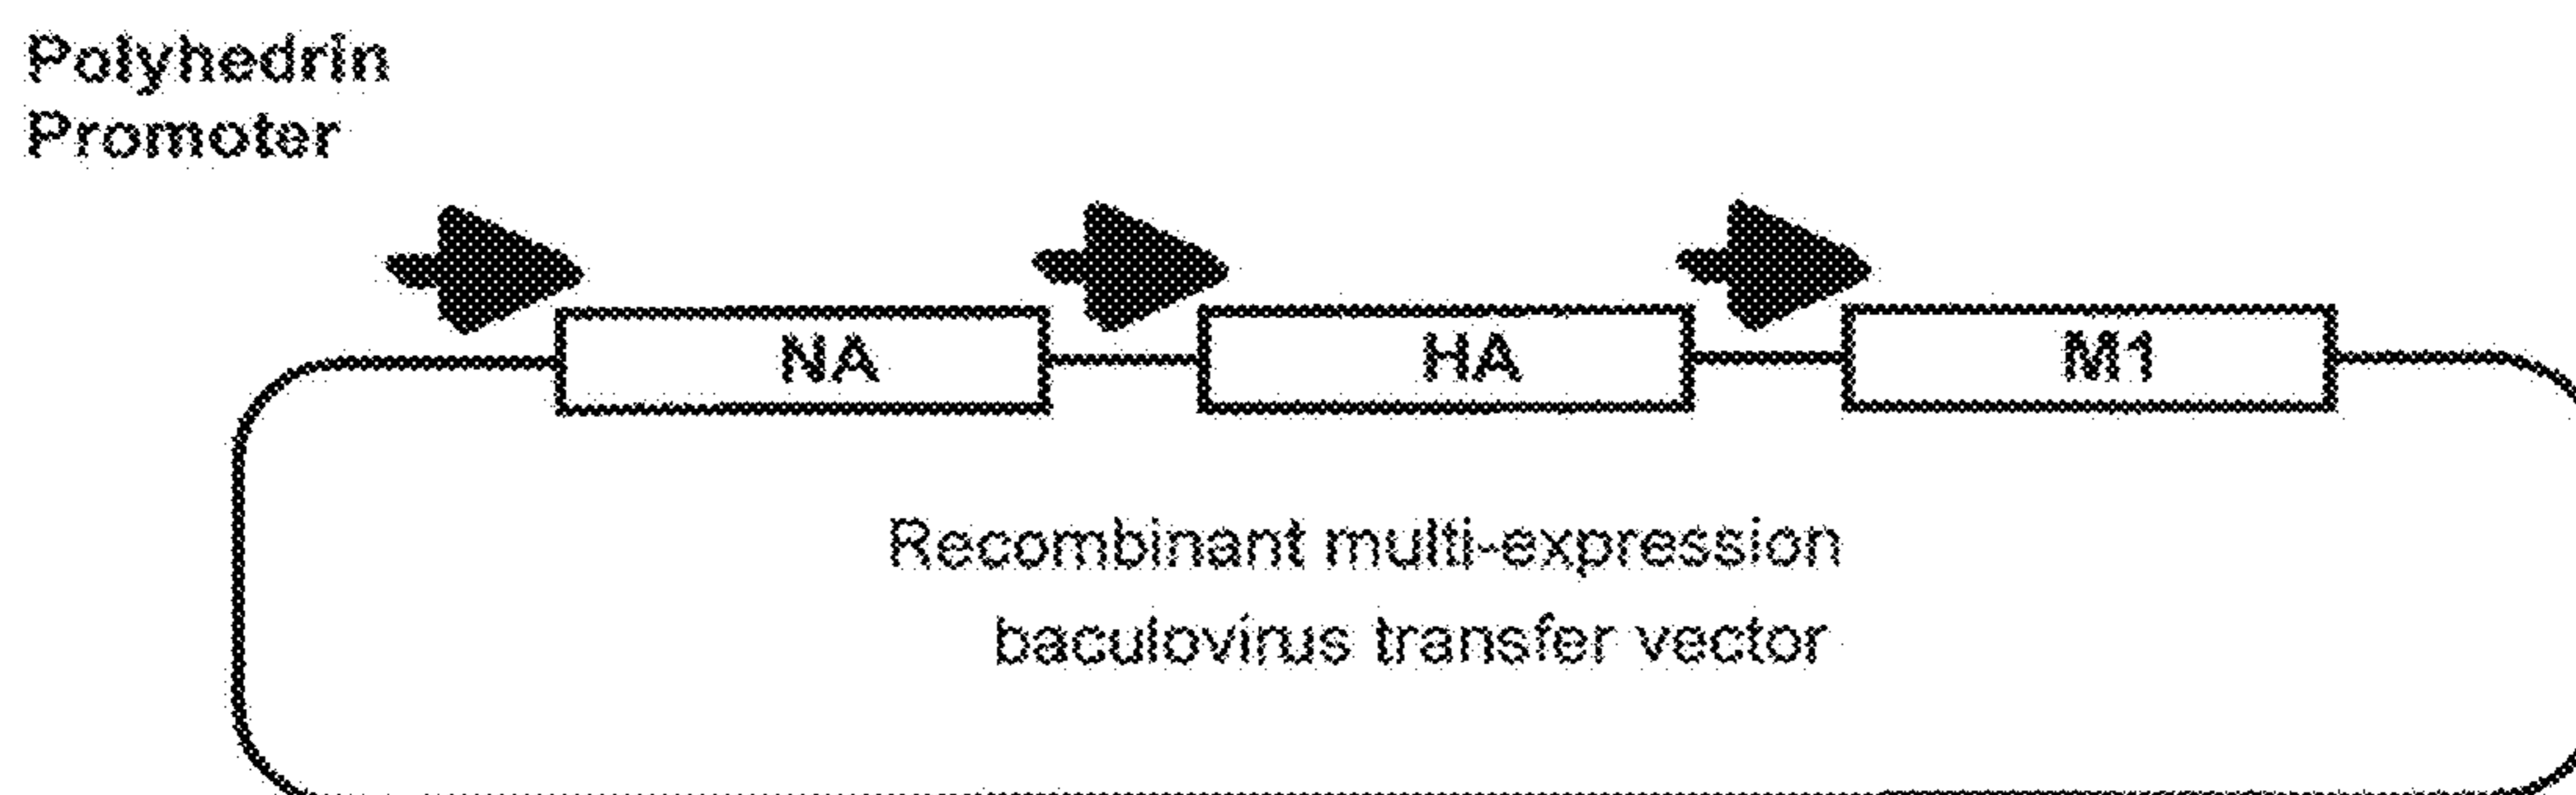 Polyhedrin
Promoter
NA
HA
M1
Recombinant multi-expression
baculovirus transfer vector